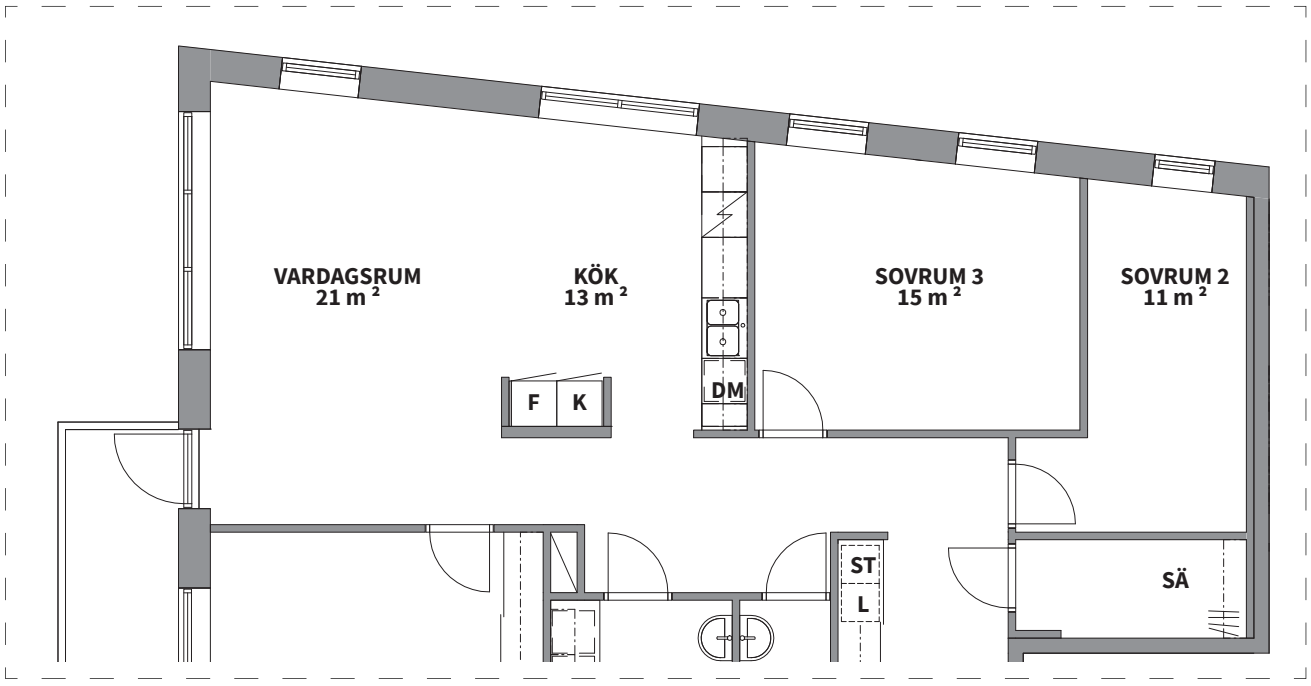 VARDAGSRUM
21 m ²
KÖK
13 m ²
SOVRUM 3
15 m ²
SOVRUM 2
11 m ²
DM
F
K
ST
L
SÄ